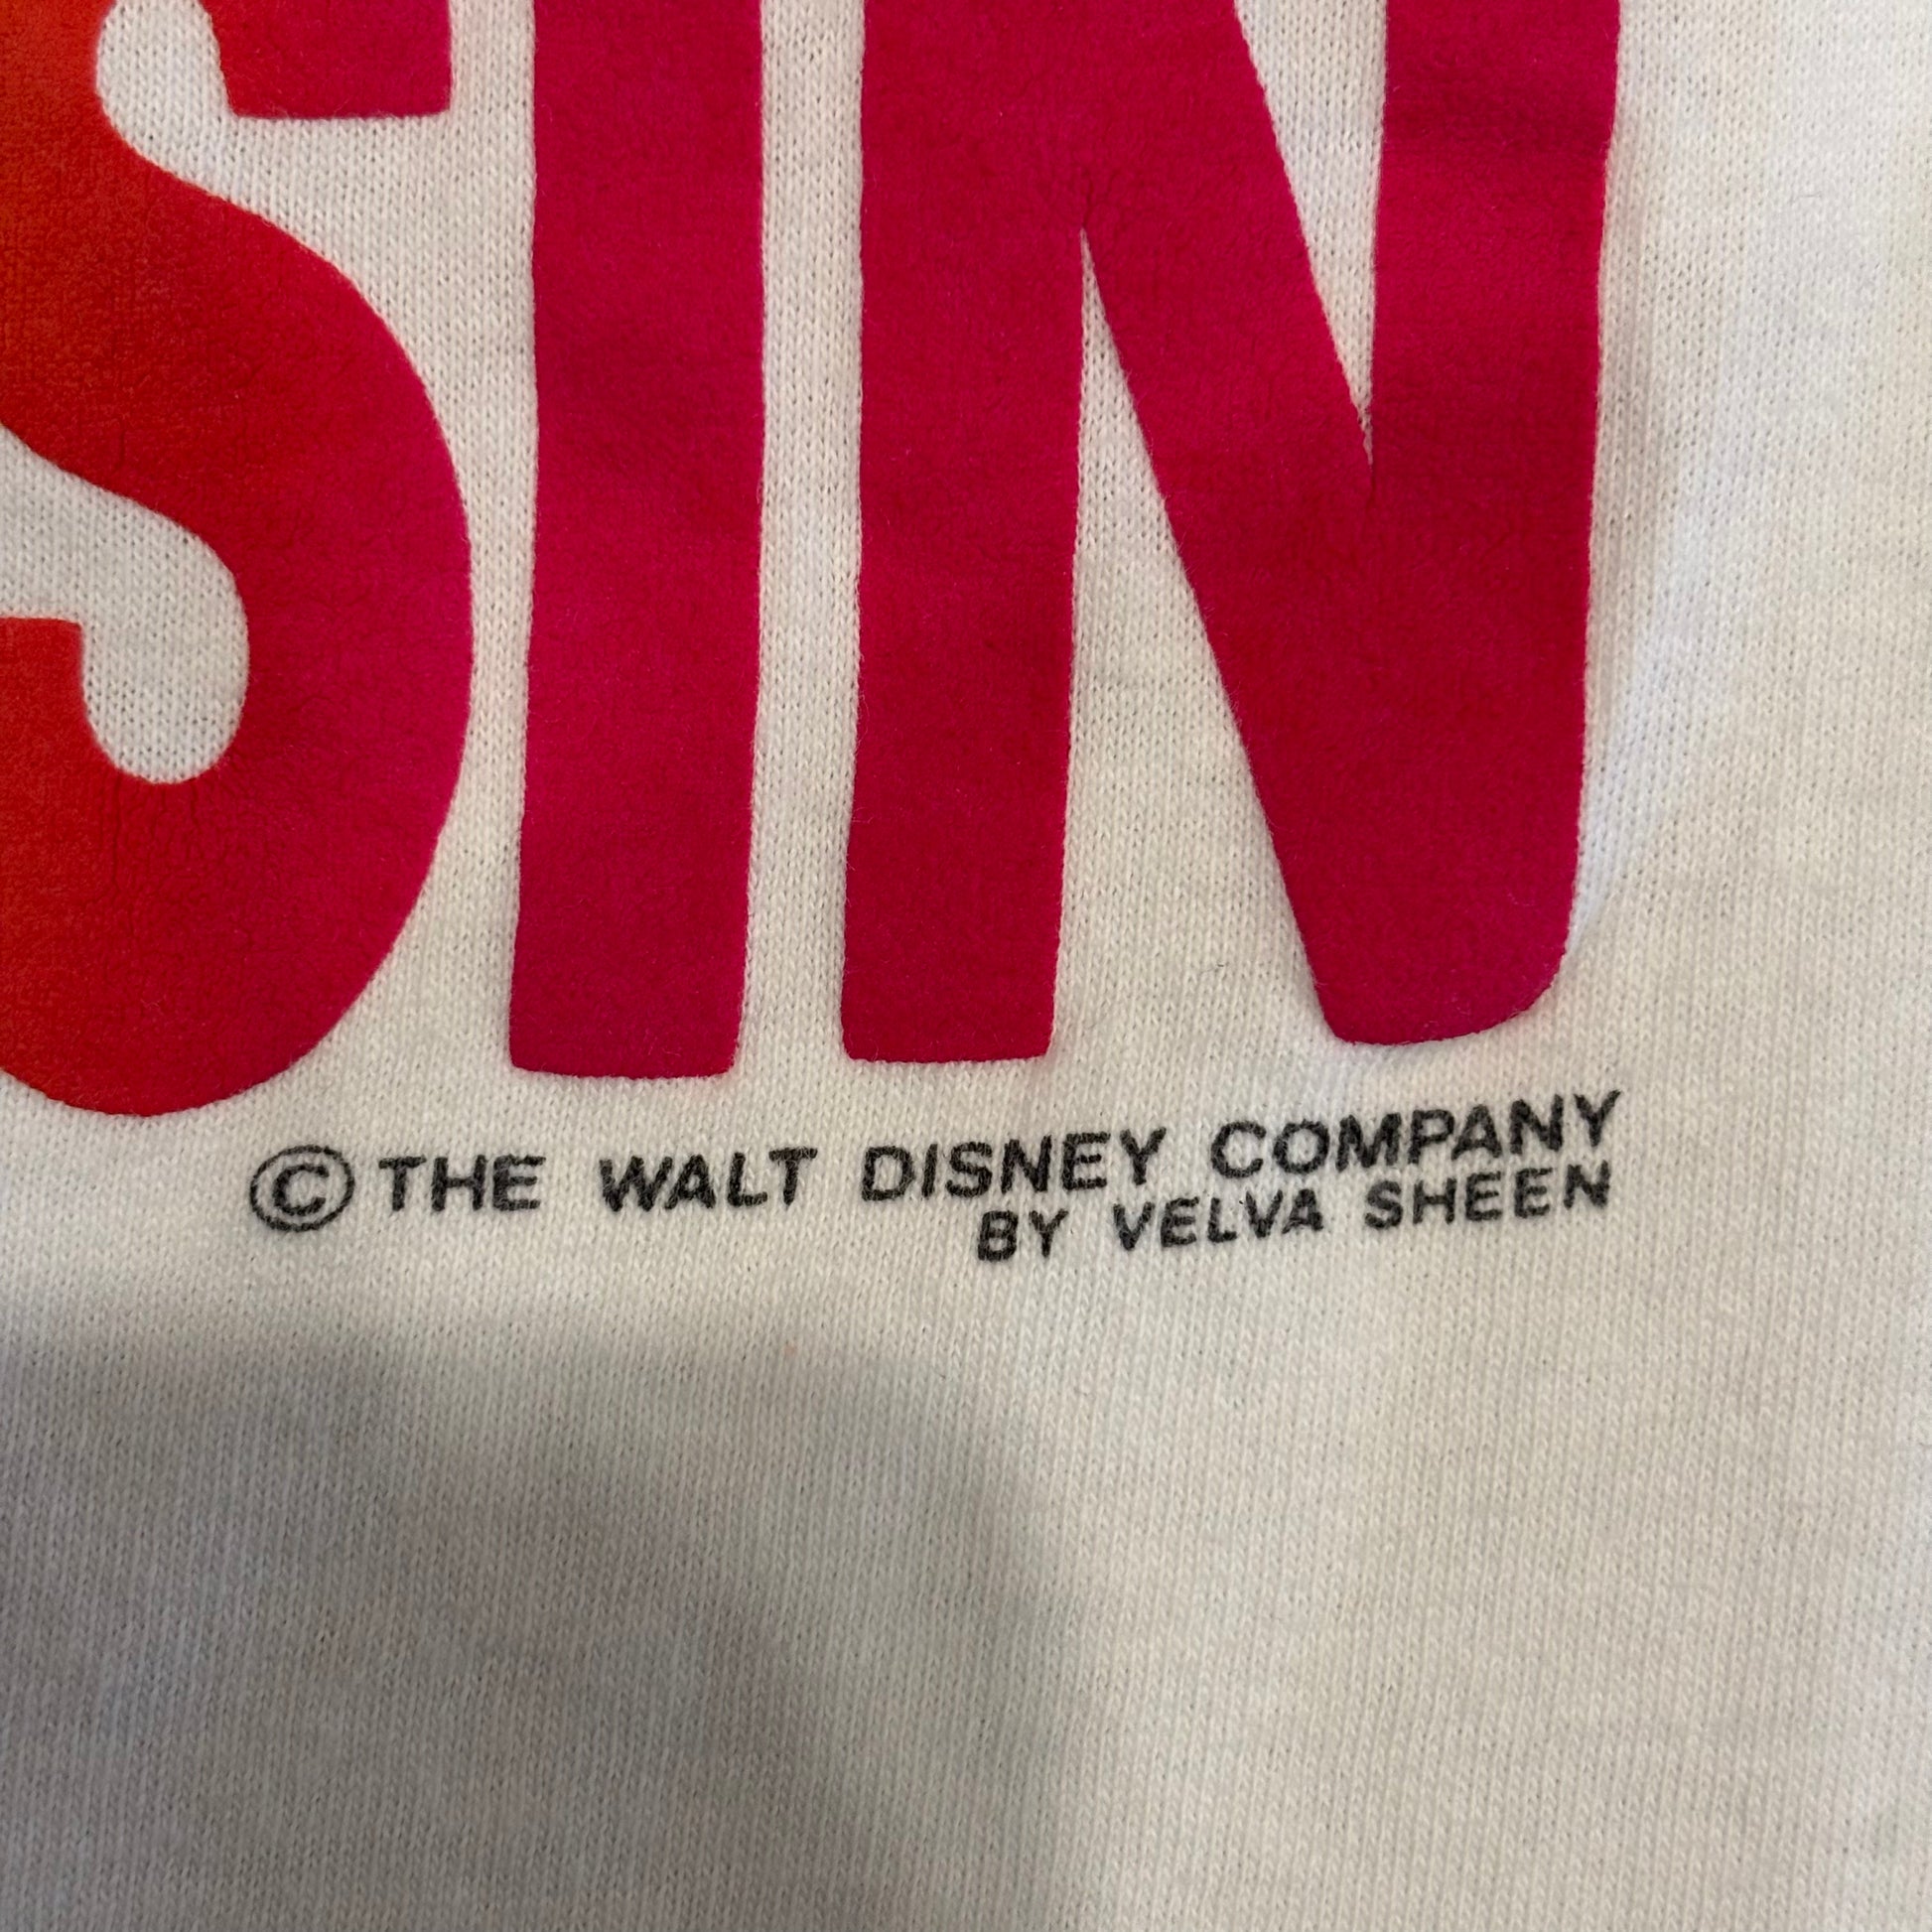 SIN
© THE WALT DISNEY COMPANY
BY VELVA SHEEN